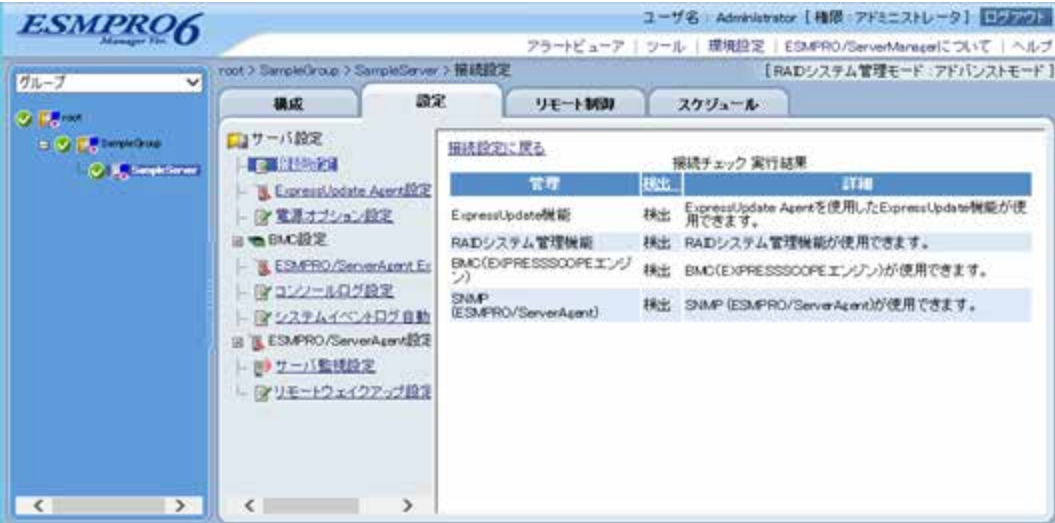 ESMPRO6
Manager Ver.
ユーザ名 : Administrator [ 権限 : アドミニストレータ ] ログアウト
アラートビューア | ツール | 環境設定 | ESMPRO/ServerManagerについて | ヘルプ
グループ
root
SampleGroup
SampleServer
root > SampleGroup > SampleServer > 接続設定
[ RAIDシステム管理モード : アドバンストモード ]
構成 設定 リモート制御 スケジュール
サーバ設定
接続設定
ExpressUpdate Agent設定
電源オプション設定
BMC設定
ESMPRO/ServerAgent Ex
コンソールログ設定
システムイベントログ自動
ESMPRO/ServerAgent設定
サーバ監視設定
リモートウェイクアップ設定
接続設定に戻る
接続チェック 実行結果
管理 検出 詳細
ExpressUpdate機能 検出 ExpressUpdate Agentを使用したExpressUpdate機能が使
用できます。
RAIDシステム管理機能 検出 RAIDシステム管理機能が使用できます。
BMC(EXPRESSSCOPEエンジ
ン) 検出 BMC(EXPRESSSCOPEエンジン)が使用できます。
SNMP
(ESMPRO/ServerAgent) 検出 SNMP (ESMPRO/ServerAgent)が使用できます。